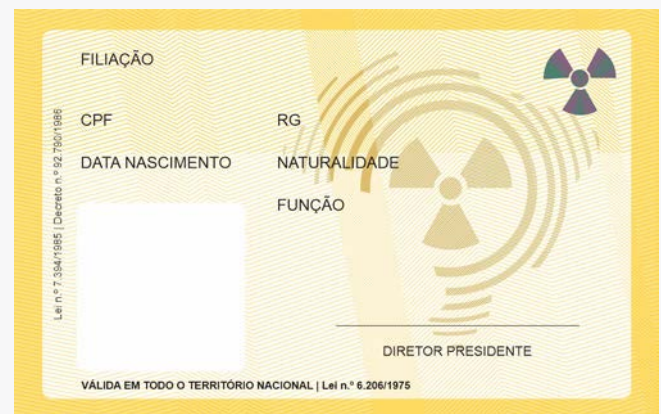 FILIAÇÃO
CPF RG
DATA NASCIMENTO NATURALIDADE
FUNÇÃO
Lei n.º 7.394/1985 | Decreto n.º 92.790/1986
DIRETOR PRESIDENTE
VÁLIDA EM TODO O TERRITÓRIO NACIONAL | Lei n.º 6.206/1975